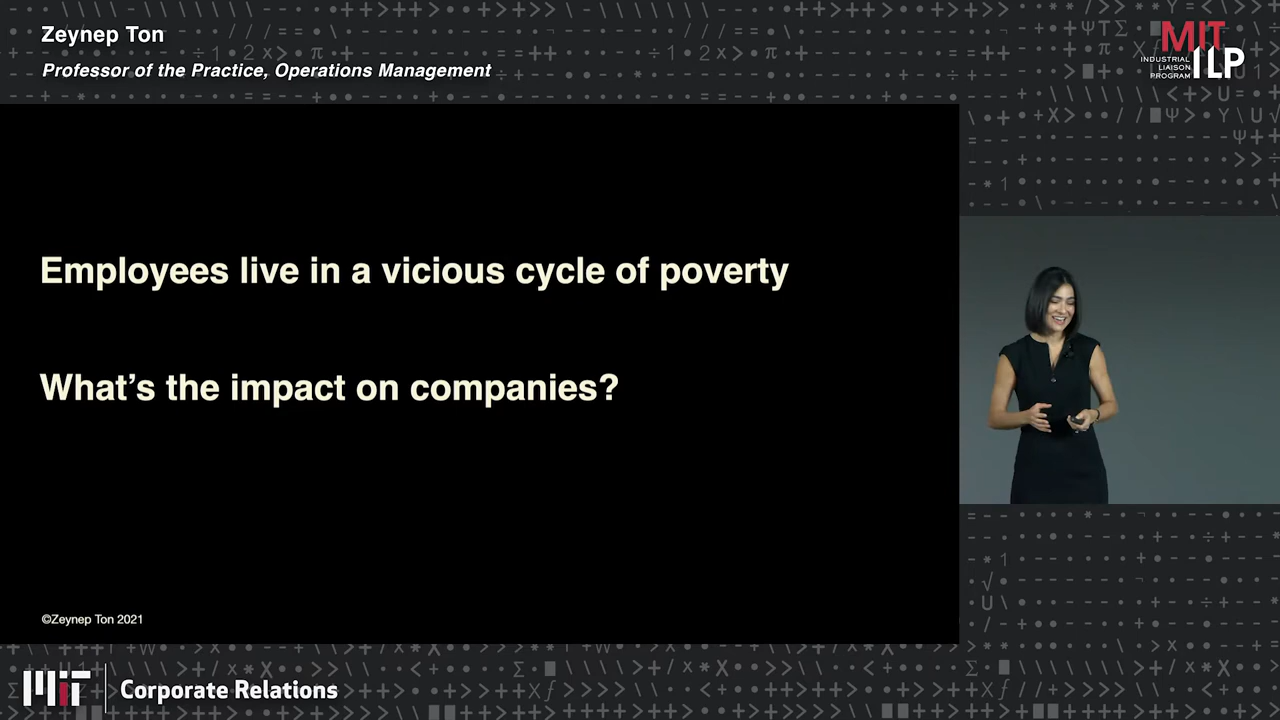 Zeynep Ton
Professor of the Practice, Operations Management
MIT
INDUSTRIAL
LIAISON
PROGRAM
ILP
Employees live in a vicious cycle of poverty
What's the impact on companies?
©Zeynep Ton 2021
MIT
Corporate Relations